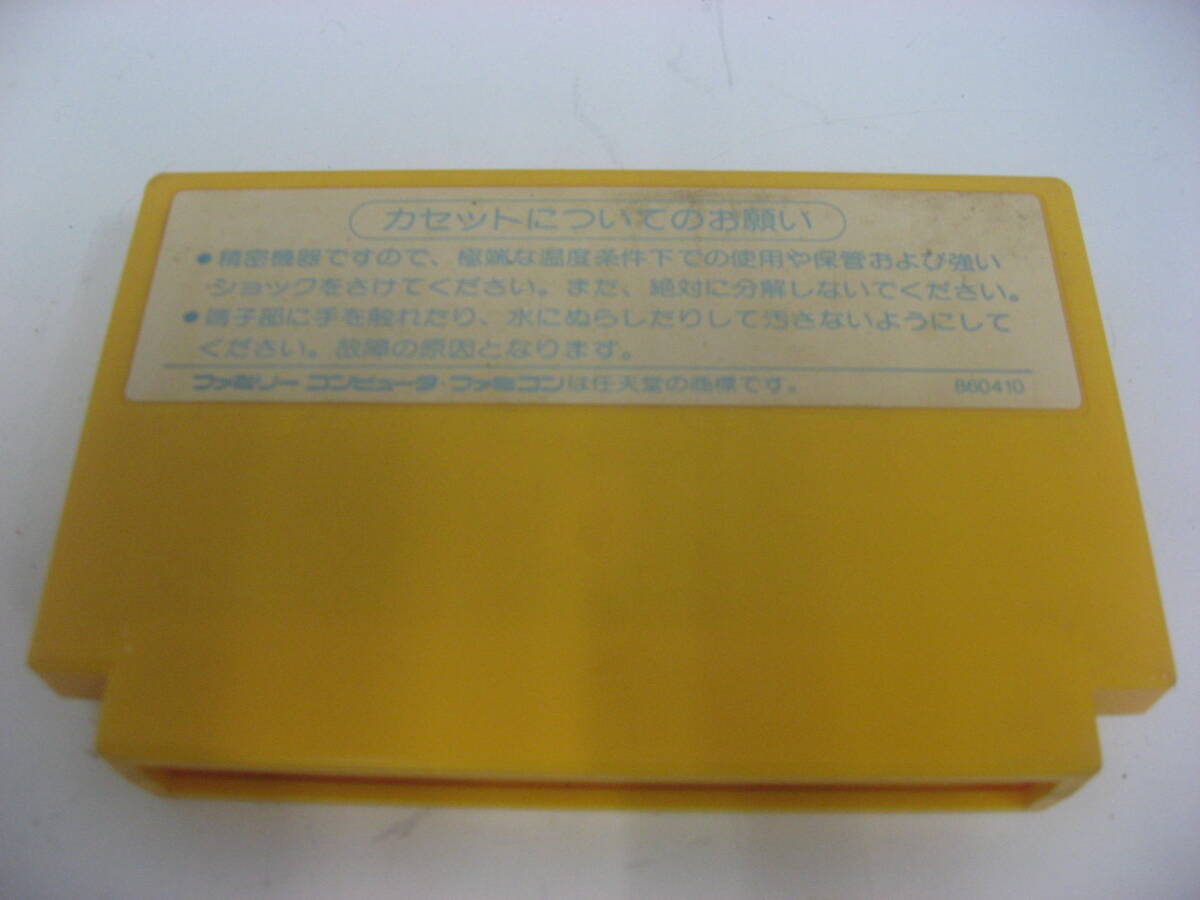 カセットについてのお願い
●精密機器ですので、極端な温度条件下での使用や保管および強い
ショックをさけてください。また、絶対に分解しないでください。
●端子部に手を触れたり、水にぬらしたりして汚さないようにして
ください。故障の原因となります。
ファミリーコンピュータ・ファミコンは任天堂の商標です。 860410